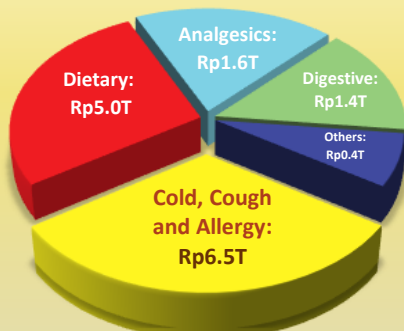 Analgesics:
Rp1.6T
Dietary:
Rp5.0T
Digestive:
Rp1.4T
Others:
Rp0.4T
Cold, Cough
and Allergy:
Rp6.5T